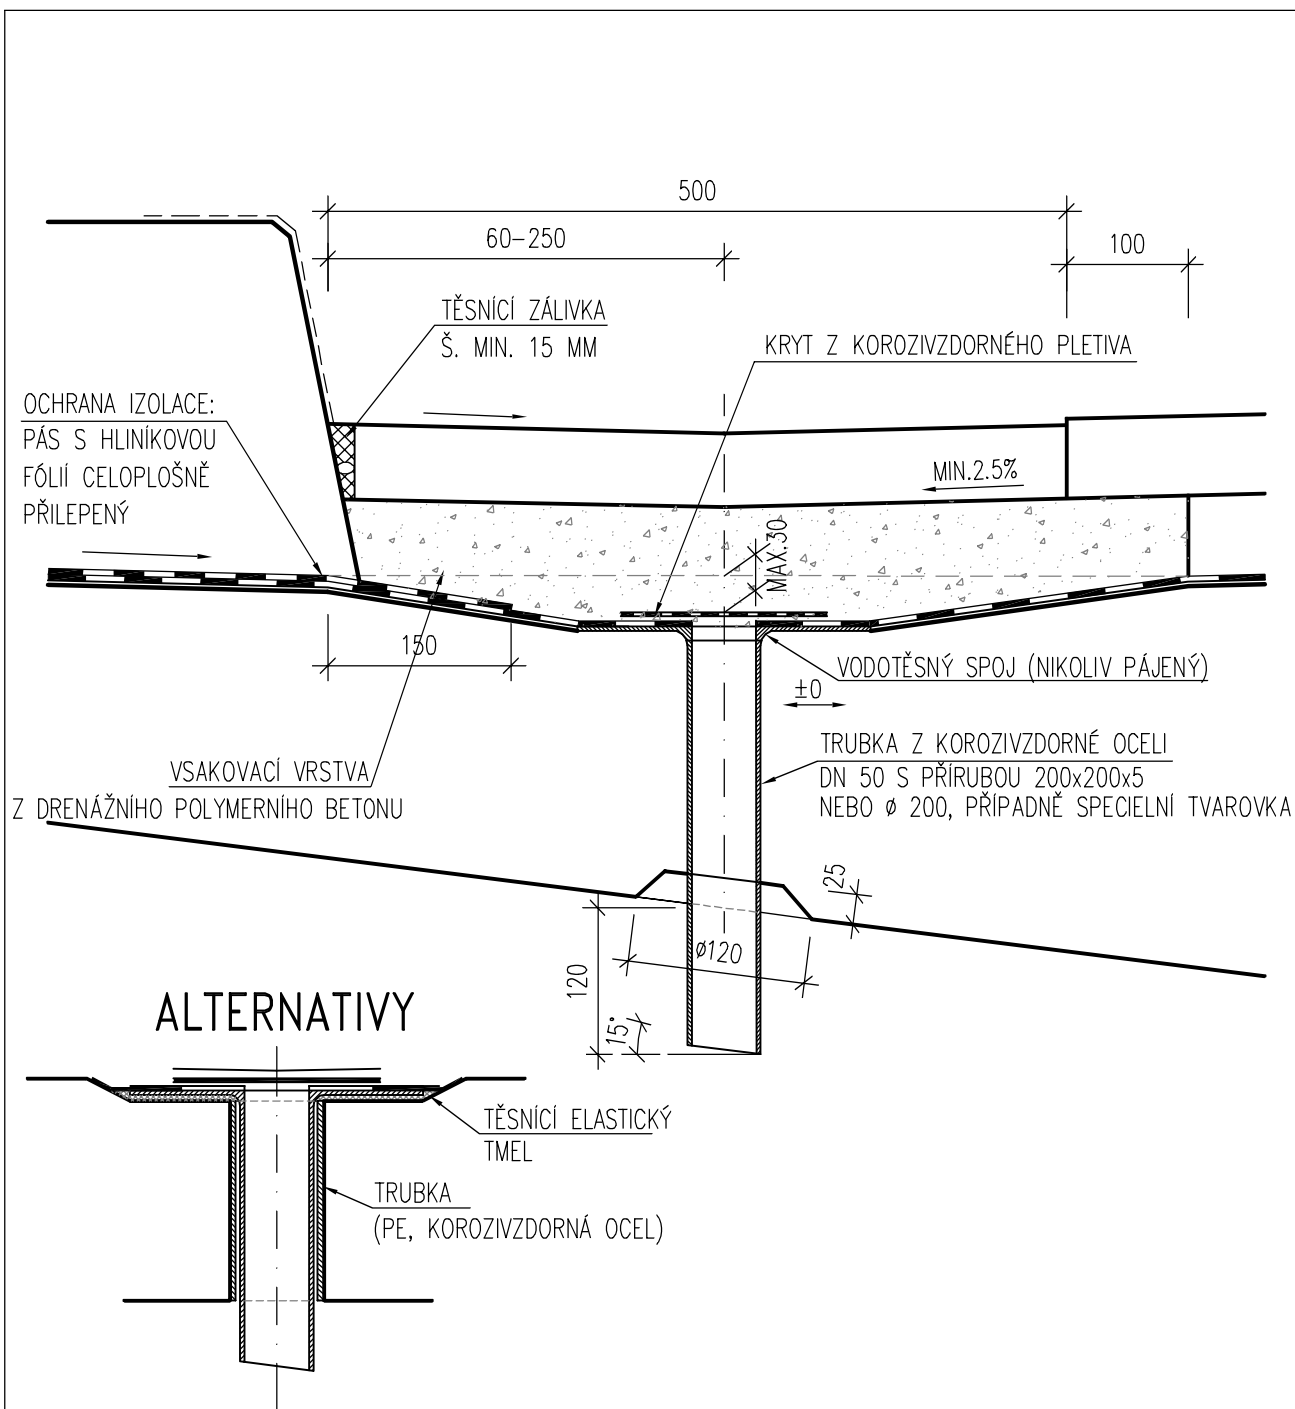 500
60-250
100
TĚSNÍCÍ ZÁLIVKA
Š. MIN. 15 MM
KRYT Z KOROZIVZDORNÉHO PLETIVA
OCHRANA IZOLACE:
PÁS S HLINÍKOVOU
FÓLIÍ CELOPLOŠNĚ
PŘILEPENÝ
MIN.2.5%
MAX.30
150
VODOTĚSNÝ SPOJ (NIKOLIV PÁJENÝ)
±0
TRUBKA Z KOROZIVZDORNÉ OCELI
DN 50 S PŘÍRUBOU 200x200x5
NEBO Ø 200, PŘÍPADNĚ SPECIELNÍ TVAROVKA
VSAKOVACÍ VRSTVA
Z DRENÁŽNÍHO POLYMERNÍHO BETONU
25
Ø120
120
15°
ALTERNATIVY
TĚSNÍCÍ ELASTICKÝ
TMEL
TRUBKA
(PE, KOROZIVZDORNÁ OCEL)